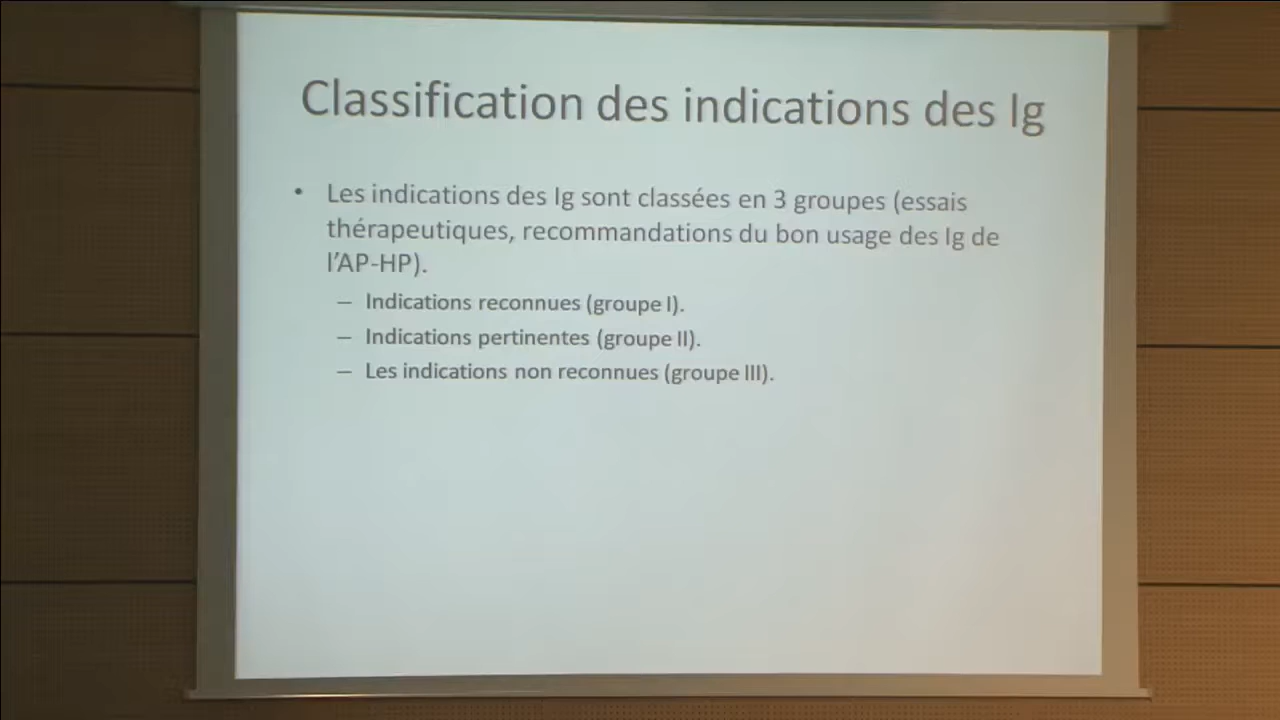 Classification des indications des Ig
• Les indications des Ig sont classées en 3 groupes (essais
thérapeutiques, recommandations du bon usage des Ig de
l'AP-HP).
– Indications reconnues (groupe I).
– Indications pertinentes (groupe II).
– Les indications non reconnues (groupe III).